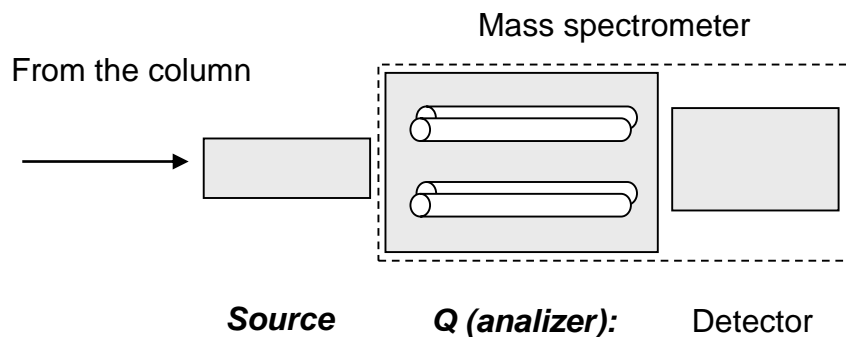 Mass spectrometer
From the column
Source Q (analizer): Detector